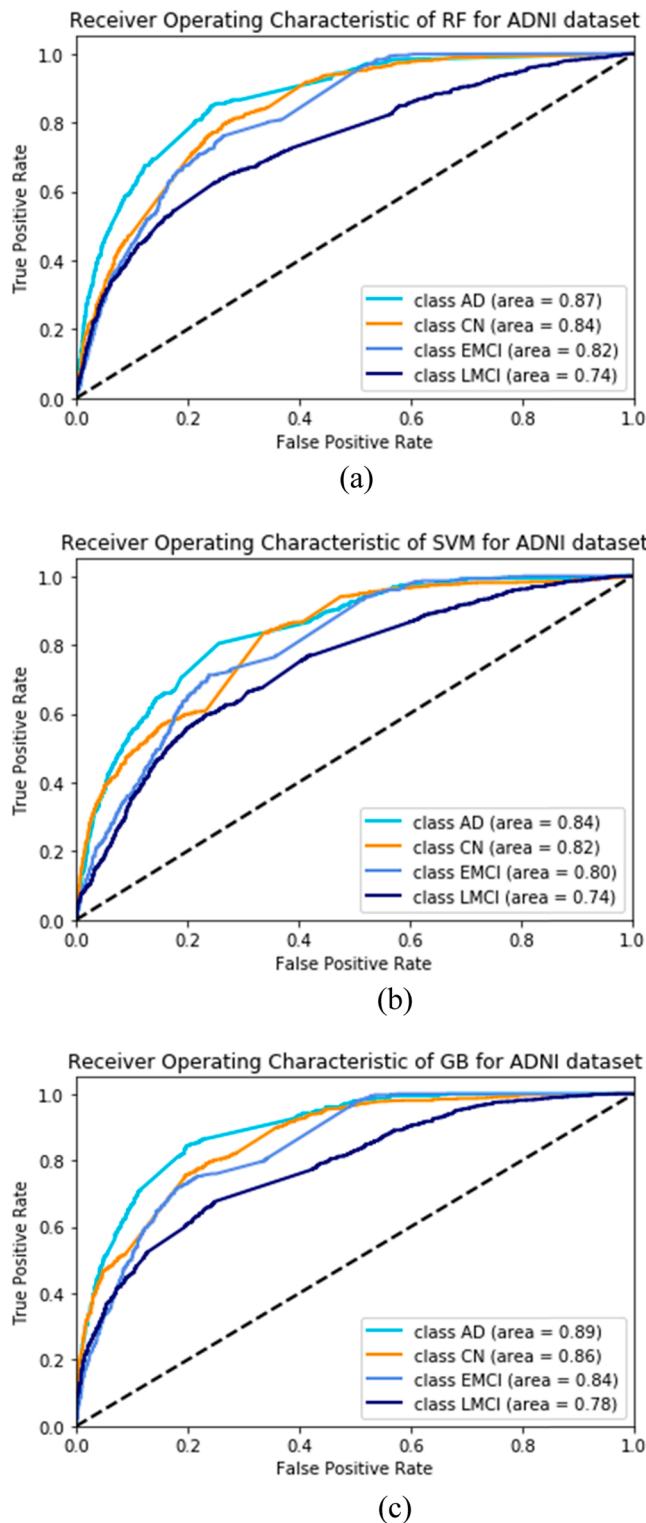 Receiver Operating Characteristic of RF for ADNI dataset
1.0
0.8
0.6
0.4
0.2
0.0
True Positive Rate
class AD (area = 0.87)
class CN (area = 0.84)
class EMCI (area = 0.82)
class LMCI (area = 0.74)
0.0 0.2 0.4 0.6 0.8 1.0
False Positive Rate
(a)
Receiver Operating Characteristic of SVM for ADNI dataset
1.0
0.8
0.6
0.4
0.2
0.0
True Positive Rate
class AD (area = 0.84)
class CN (area = 0.82)
class EMCI (area = 0.80)
class LMCI (area = 0.74)
0.0 0.2 0.4 0.6 0.8 1.0
False Positive Rate
(b)
Receiver Operating Characteristic of GB for ADNI dataset
1.0
0.8
0.6
0.4
0.2
0.0
True Positive Rate
class AD (area = 0.89)
class CN (area = 0.86)
class EMCI (area = 0.84)
class LMCI (area = 0.78)
0.0 0.2 0.4 0.6 0.8 1.0
False Positive Rate
(c)